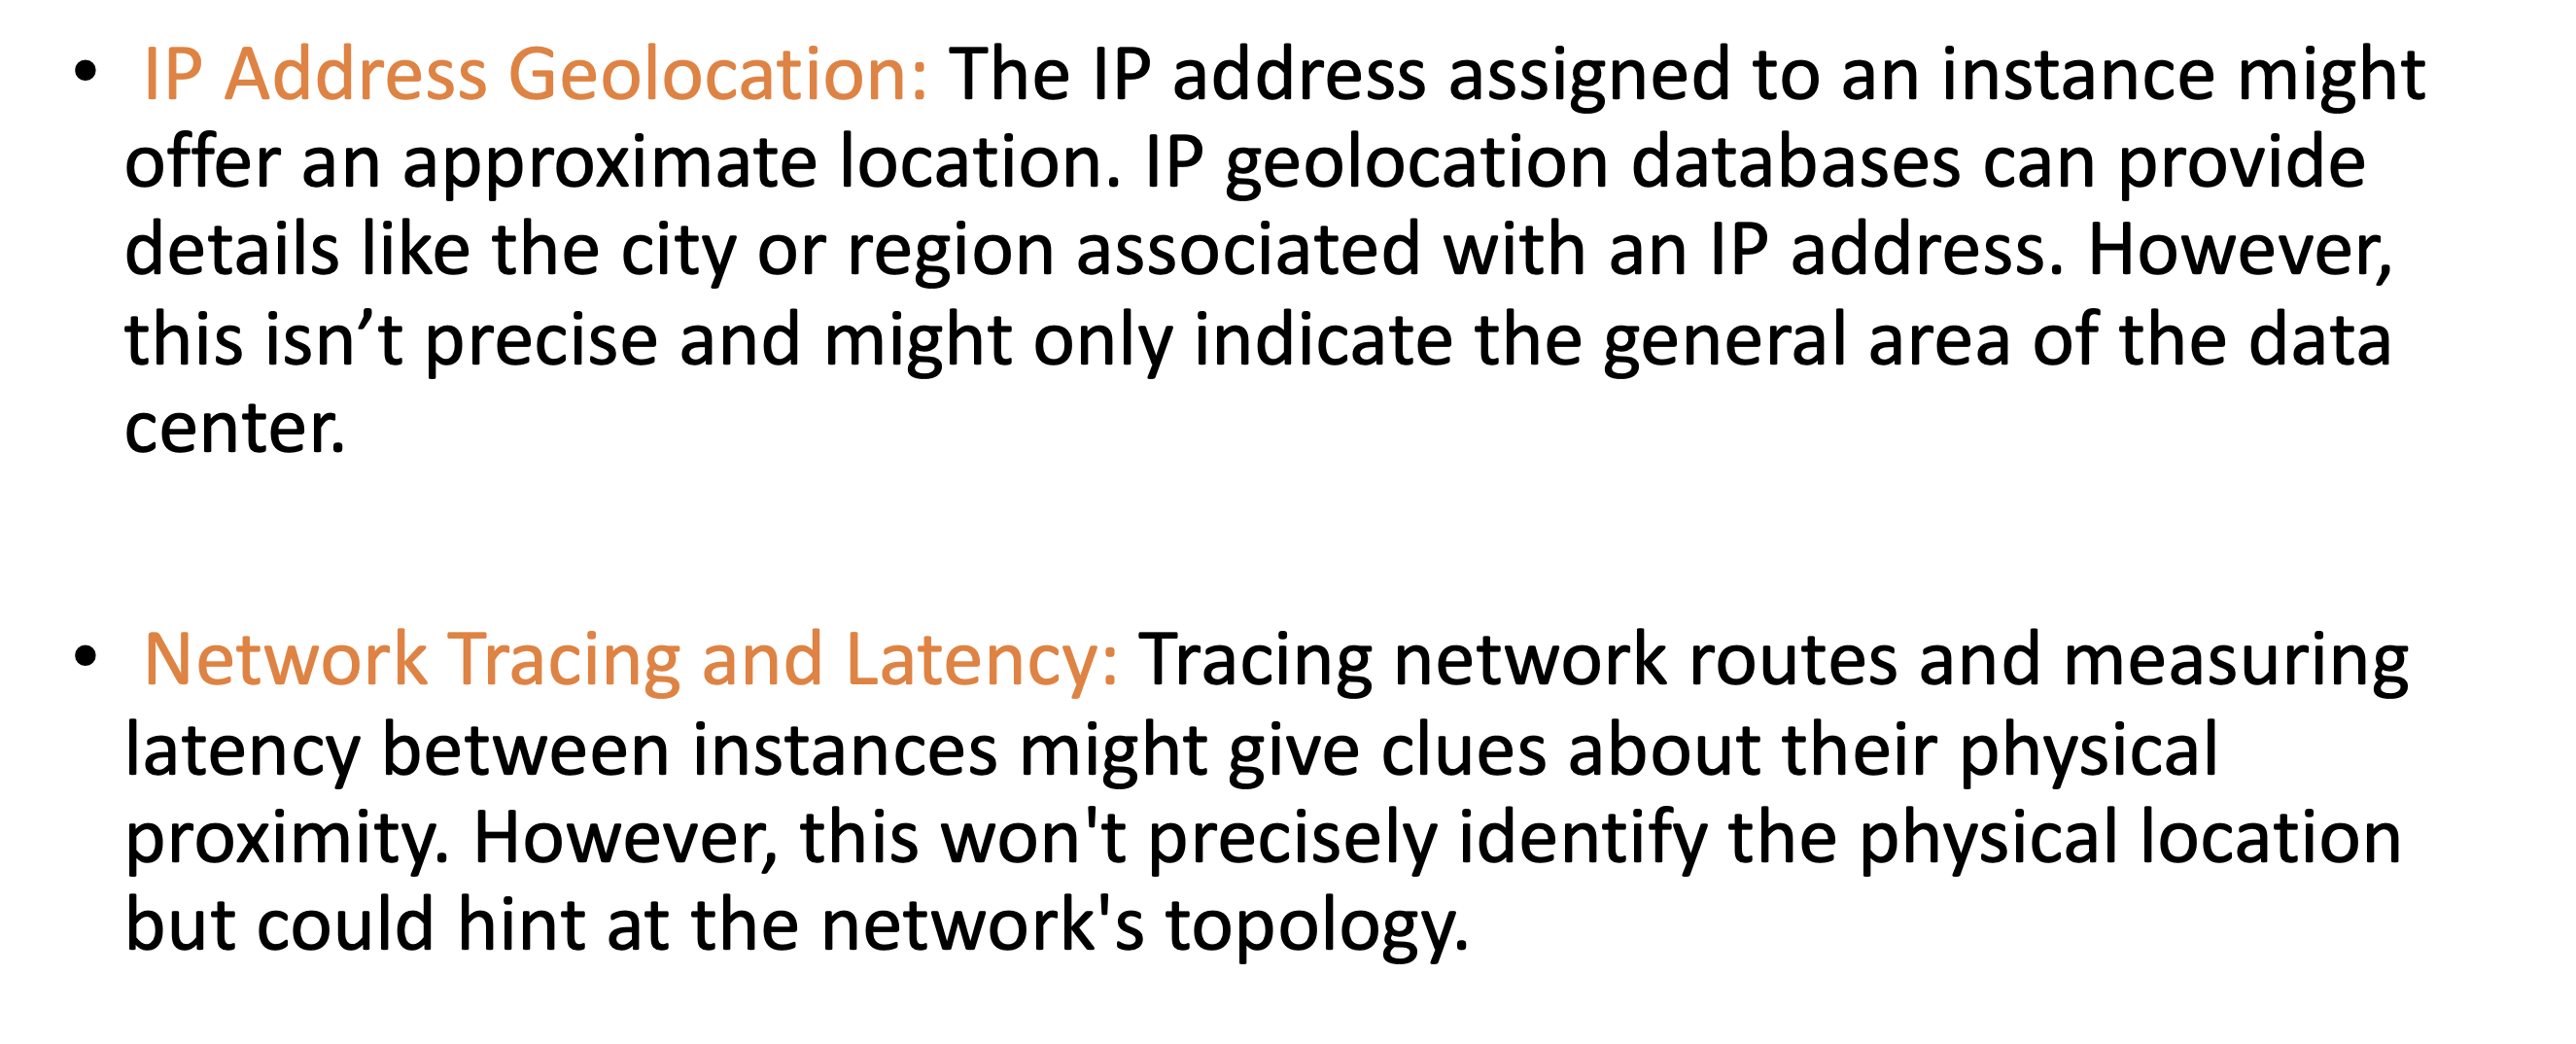 • IP Address Geolocation: The IP address assigned to an instance might
offer an approximate location. IP geolocation databases can provide
details like the city or region associated with an IP address. However,
this isn’t precise and might only indicate the general area of the data
center.
• Network Tracing and Latency: Tracing network routes and measuring
latency between instances might give clues about their physical
proximity. However, this won't precisely identify the physical location
but could hint at the network's topology.